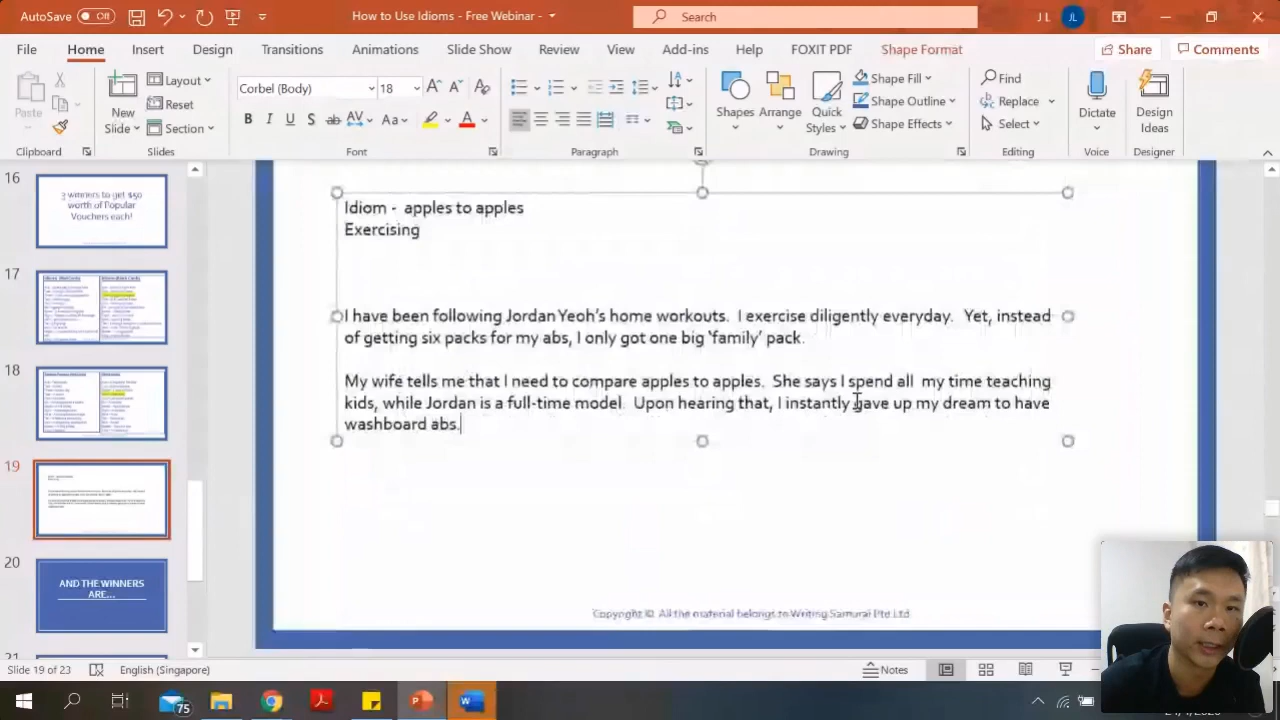 AutoSave Off How to Use Idioms - Free Webinar - Search J L JL
File Home Insert Design Transitions Animations Slide Show Review View Add-ins Help FOXIT PDF Shape Format Share Comments
Paste New Slide Layout Reset Section Corbel (Body) 18 Shapes Arrange Quick Styles Shape Fill Shape Outline Shape Effects Find Replace Select Dictate Design Ideas
Clipboard Slides Font Paragraph Drawing Editing Voice Designer
16
3 winners to get $50
worth of Popular
Vouchers each!
17
18
19
20
AND THE WINNERS
ARE...
Idiom - apples to apples
Exercising
I have been following Jordan Yeoh's home workouts. I exercise diligently everyday. Yet, instead
of getting six packs for my abs, I only got one big 'family' pack.
My wife tells me that I need to compare apples to apples. She says I spend all my time teaching
kids, while Jordan is a full-time model. Upon hearing that, I instantly gave up my dream to have
washboard abs.
Copyright ©. All the material belongs to Writing Samurai Pte Ltd
Slide 19 of 23 English (Singapore) Notes
75